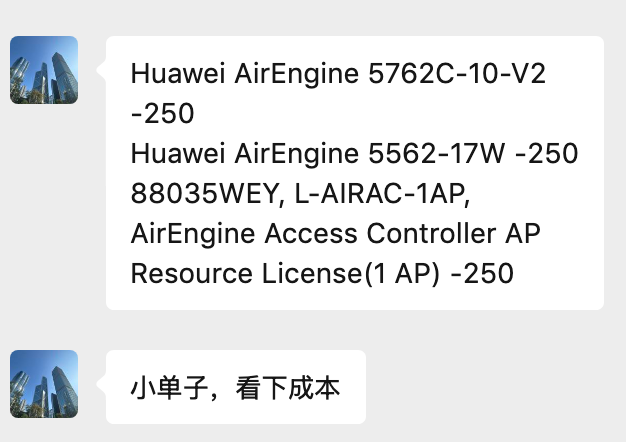 Huawei AirEngine 5762C-10-V2
-250
Huawei AirEngine 5562-17W -250
88035WEY, L-AIRAC-1AP,
AirEngine Access Controller AP
Resource License(1 AP) -250
小单子，看下成本